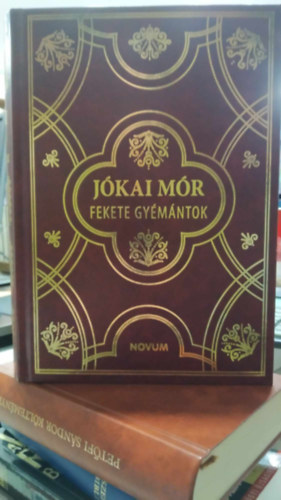 JÓKAI MÓR
FEKETE GYÉMÁNTOK
NOVUM
PETŐFI SÁNDOR